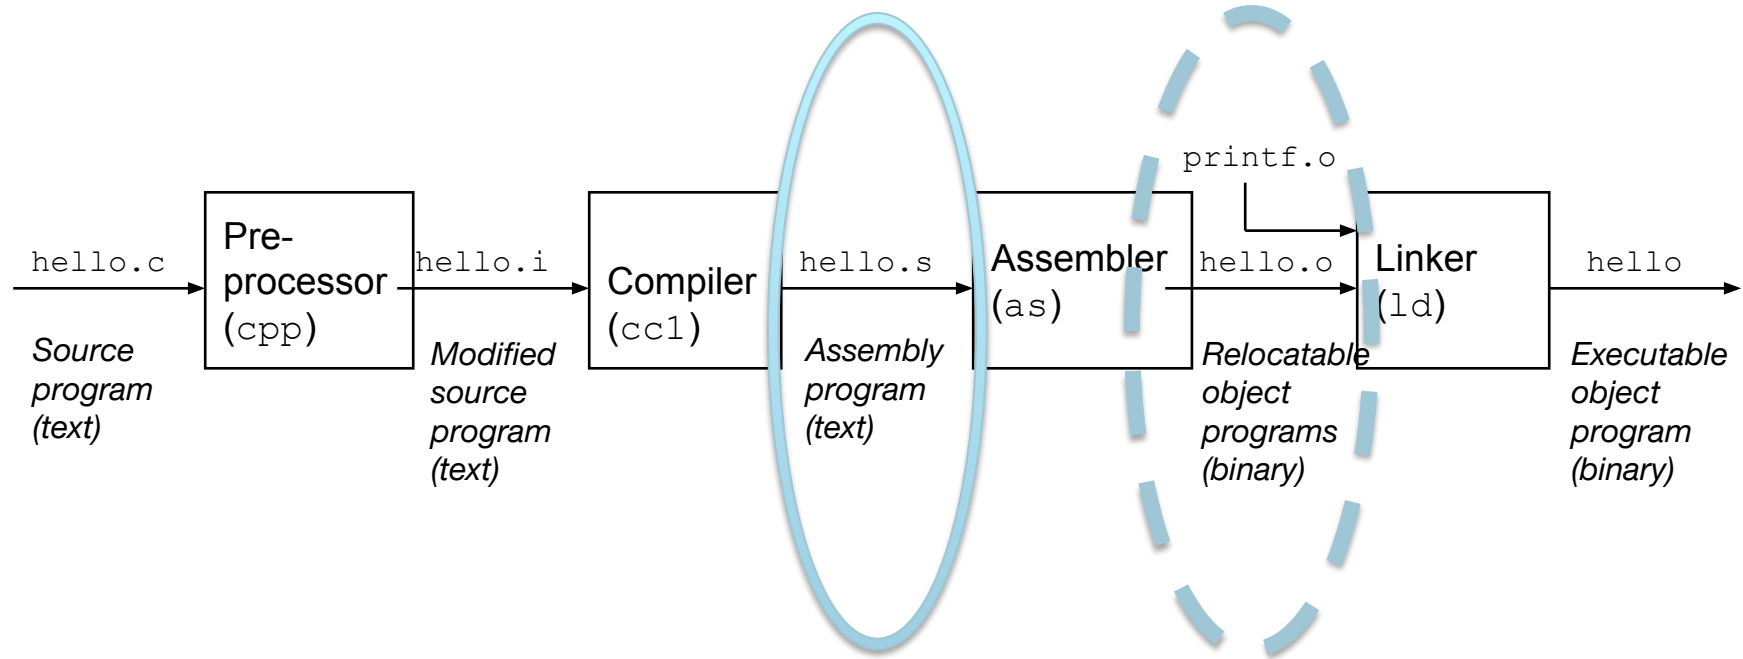 hello.c
Source
program
(text)
Pre-
processor
(cpp)
hello.i
Modified
source
program
(text)
Compiler
(cc1)
hello.s
Assembly
program
(text)
Assembler
(as)
printf.o
hello.o
Relocatable
object
programs
(binary)
Linker
(ld)
hello
Executable
object
program
(binary)